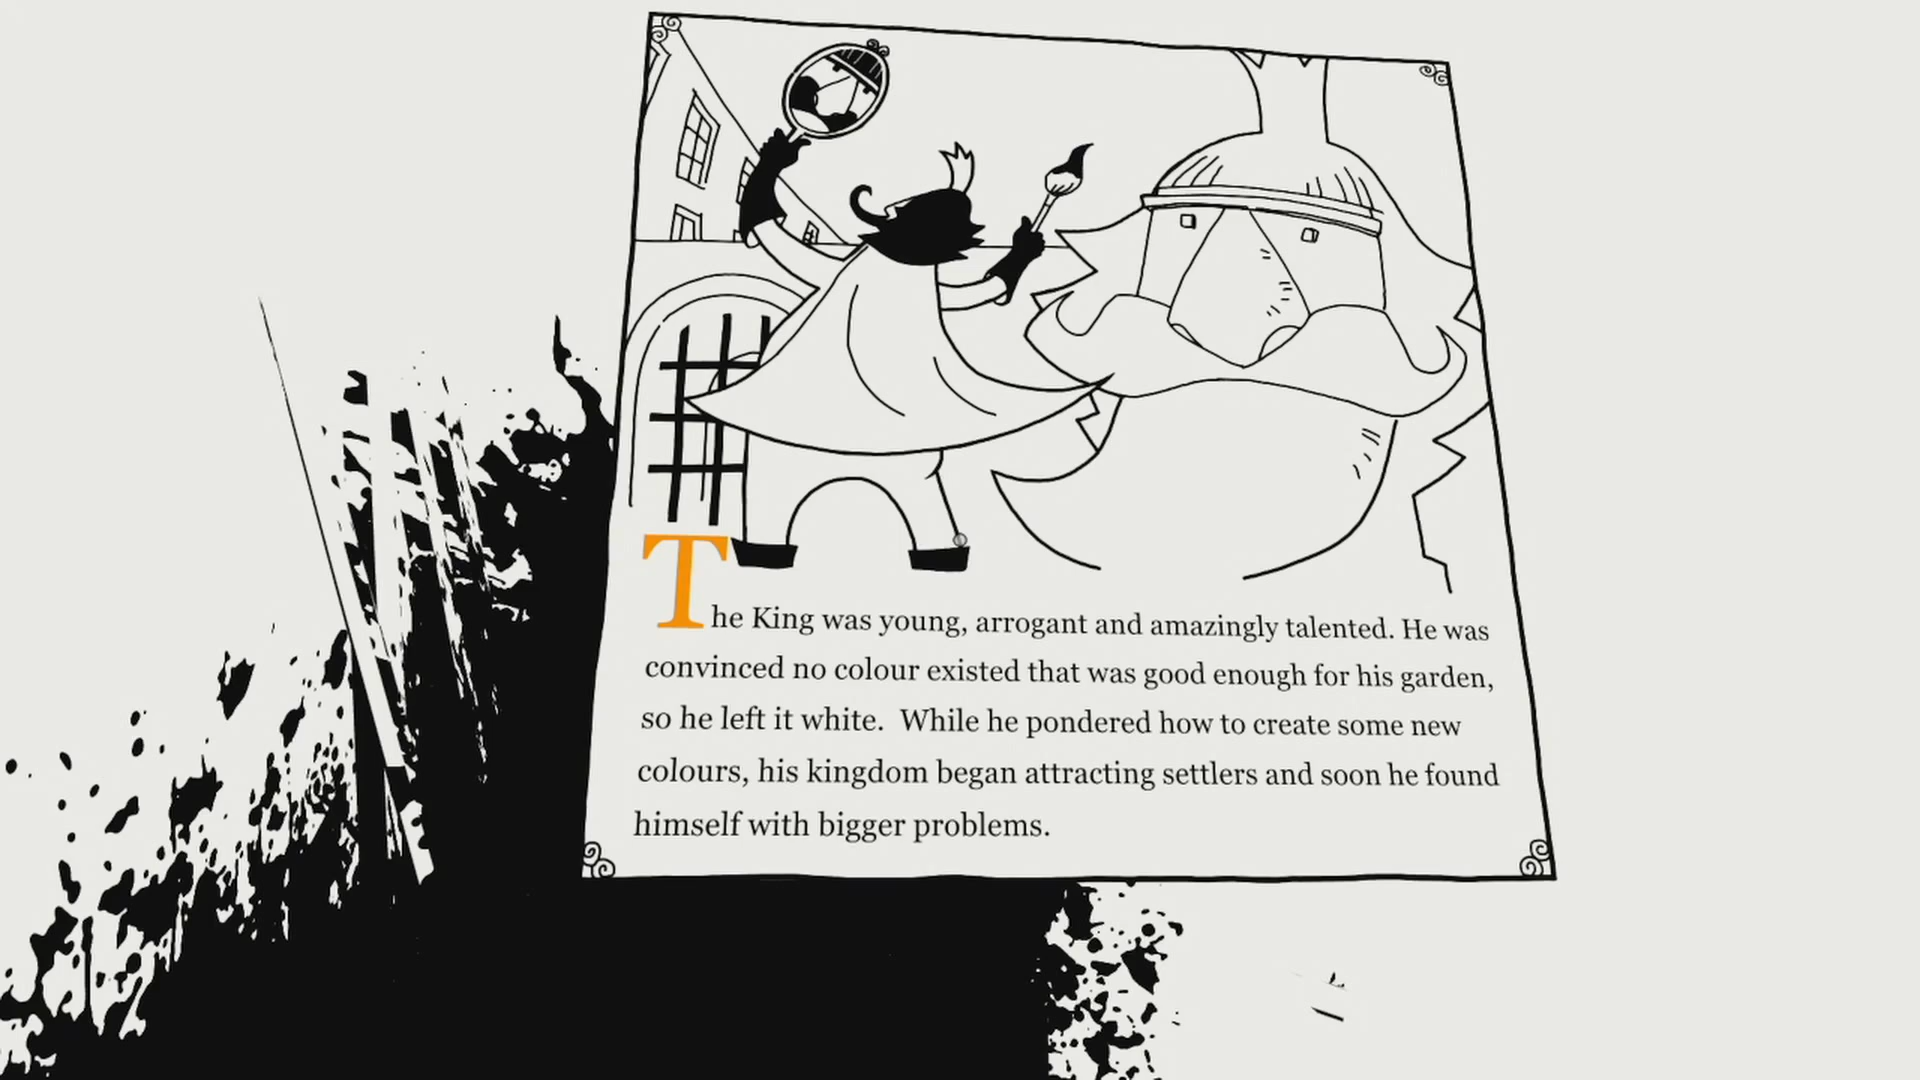 The King was young, arrogant and amazingly talented. He was
convinced no colour existed that was good enough for his garden,
so he left it white.  While he pondered how to create some new
colours, his kingdom began attracting settlers and soon he found
himself with bigger problems.